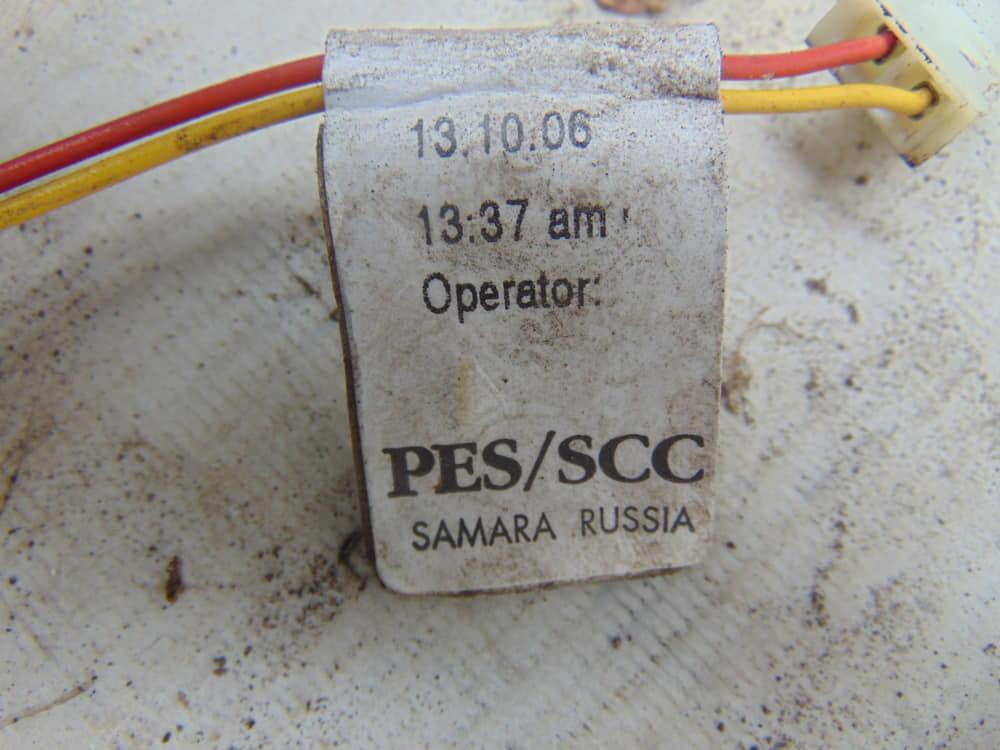 13.10.06
13:37 am
Operator:
PES/SCC
SAMARA RUSSIA